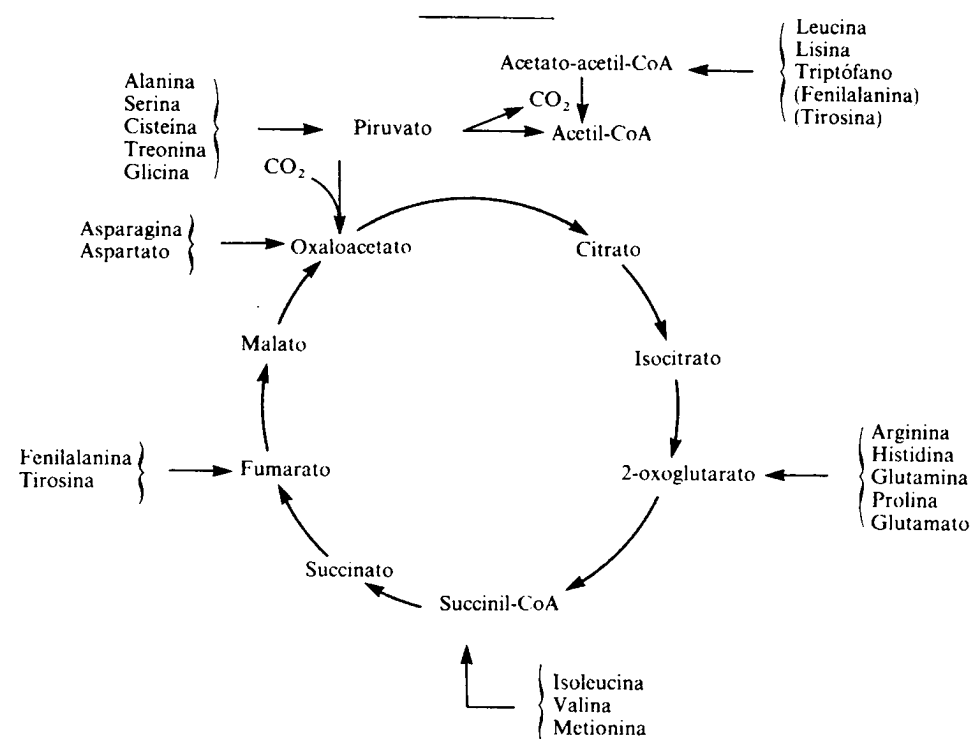 Leucina
Lisina
Triptófano
(Fenilalanina)
(Tirosina)
Acetato-acetil-CoA
Alanina
Serina
Cisteína
Treonina
Glicina
Piruvato
CO₂
Acetil-CoA
CO₂
Asparagina
Aspartato
Oxaloacetato
Citrato
Malato
Isocitrato
Fenilalanina
Tirosina
Fumarato
2-oxoglutarato
Arginina
Histidina
Glutamina
Prolina
Glutamato
Succinato
Succinil-CoA
Isoleucina
Valina
Metionina